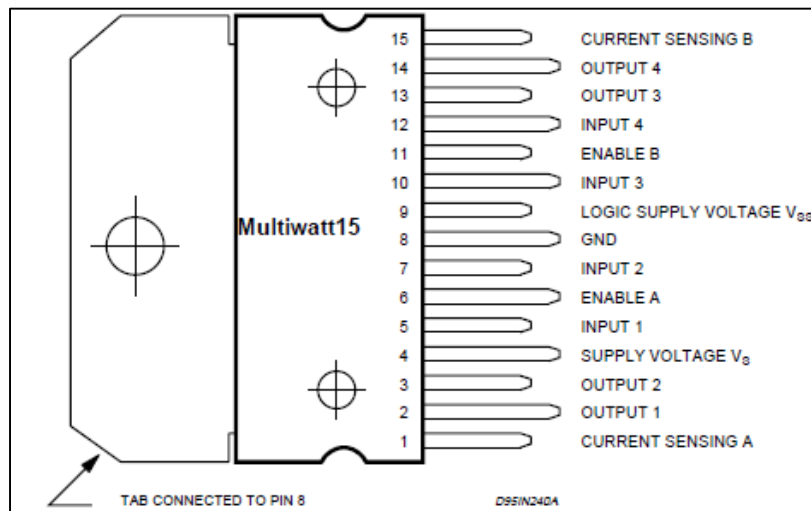 15 CURRENT SENSING B
14 OUTPUT 4
13 OUTPUT 3
12 INPUT 4
11 ENABLE B
10 INPUT 3
9 LOGIC SUPPLY VOLTAGE VSS
Multiwatt15
8 GND
7 INPUT 2
6 ENABLE A
5 INPUT 1
4 SUPPLY VOLTAGE VS
3 OUTPUT 2
2 OUTPUT 1
1 CURRENT SENSING A
TAB CONNECTED TO PIN 8
D95IN240A